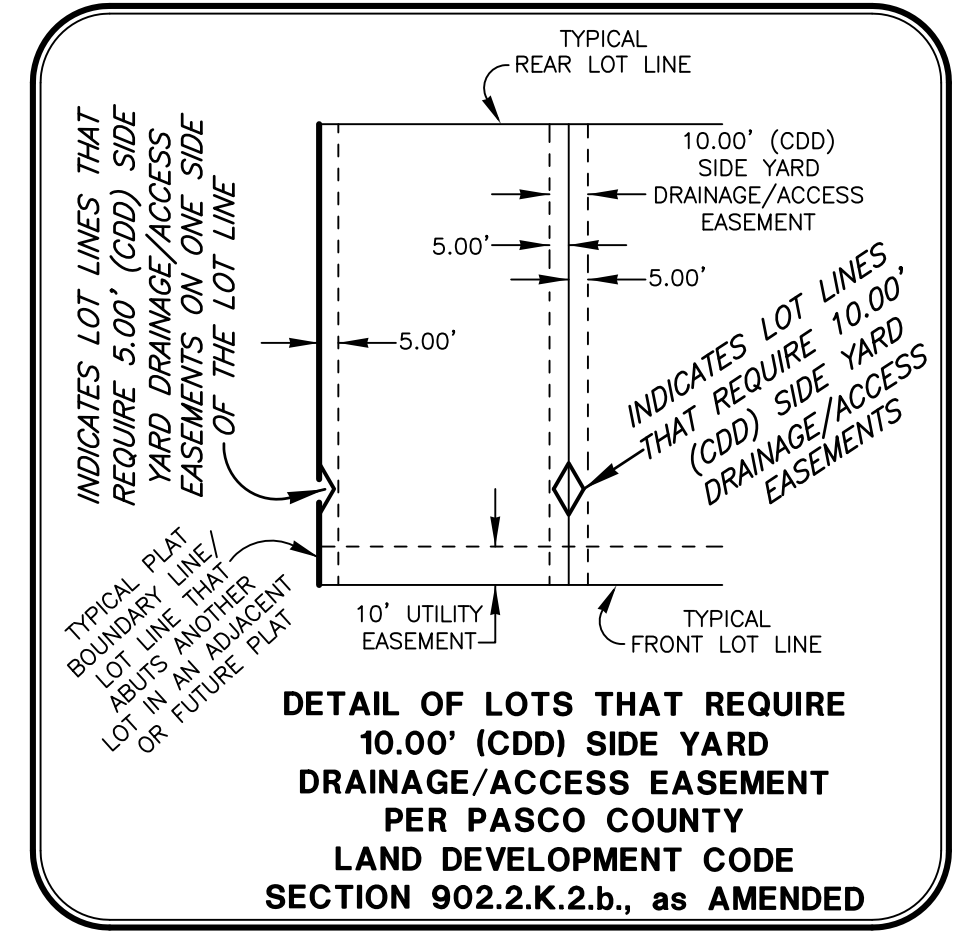 TYPICAL
REAR LOT LINE
INDICATES LOT LINES THAT
REQUIRE 5.00' (CDD) SIDE
YARD DRAINAGE/ACCESS
EASEMENTS ON ONE SIDE
OF THE LOT LINE
10.00' (CDD)
SIDE YARD
DRAINAGE/ACCESS
EASEMENT
5.00'
5.00'
5.00'
INDICATES LOT LINES
THAT REQUIRE 10.00'
(CDD) SIDE YARD
DRAINAGE/ACCESS
EASEMENTS
TYPICAL PLAT
BOUNDARY LINE/
LOT LINE THAT
ABUTS ANOTHER
LOT IN AN ADJACENT
OR FUTURE PLAT
10' UTILITY
EASEMENT
TYPICAL
FRONT LOT LINE
DETAIL OF LOTS THAT REQUIRE
10.00' (CDD) SIDE YARD
DRAINAGE/ACCESS EASEMENT
PER PASCO COUNTY
LAND DEVELOPMENT CODE
SECTION 902.2.K.2.b., as AMENDED